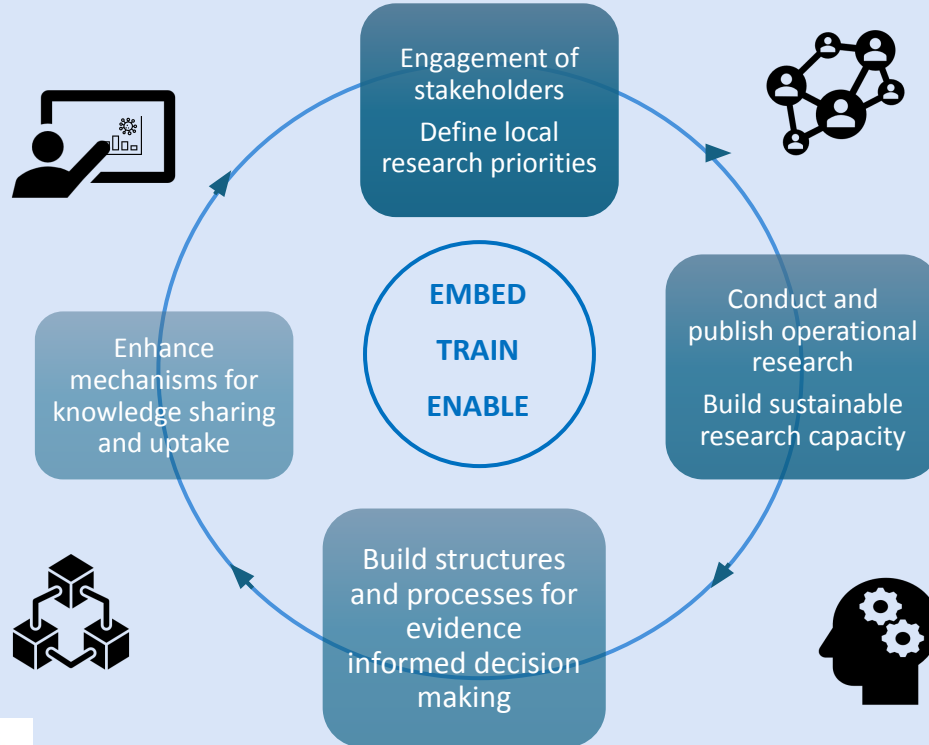 Engagement of
stakeholders
Define local
research priorities
Conduct and
publish operational
research
Build sustainable
research capacity
Build structures
and processes for
evidence
informed decision
making
Enhance
mechanisms for
knowledge sharing
and uptake
EMBED
TRAIN
ENABLE